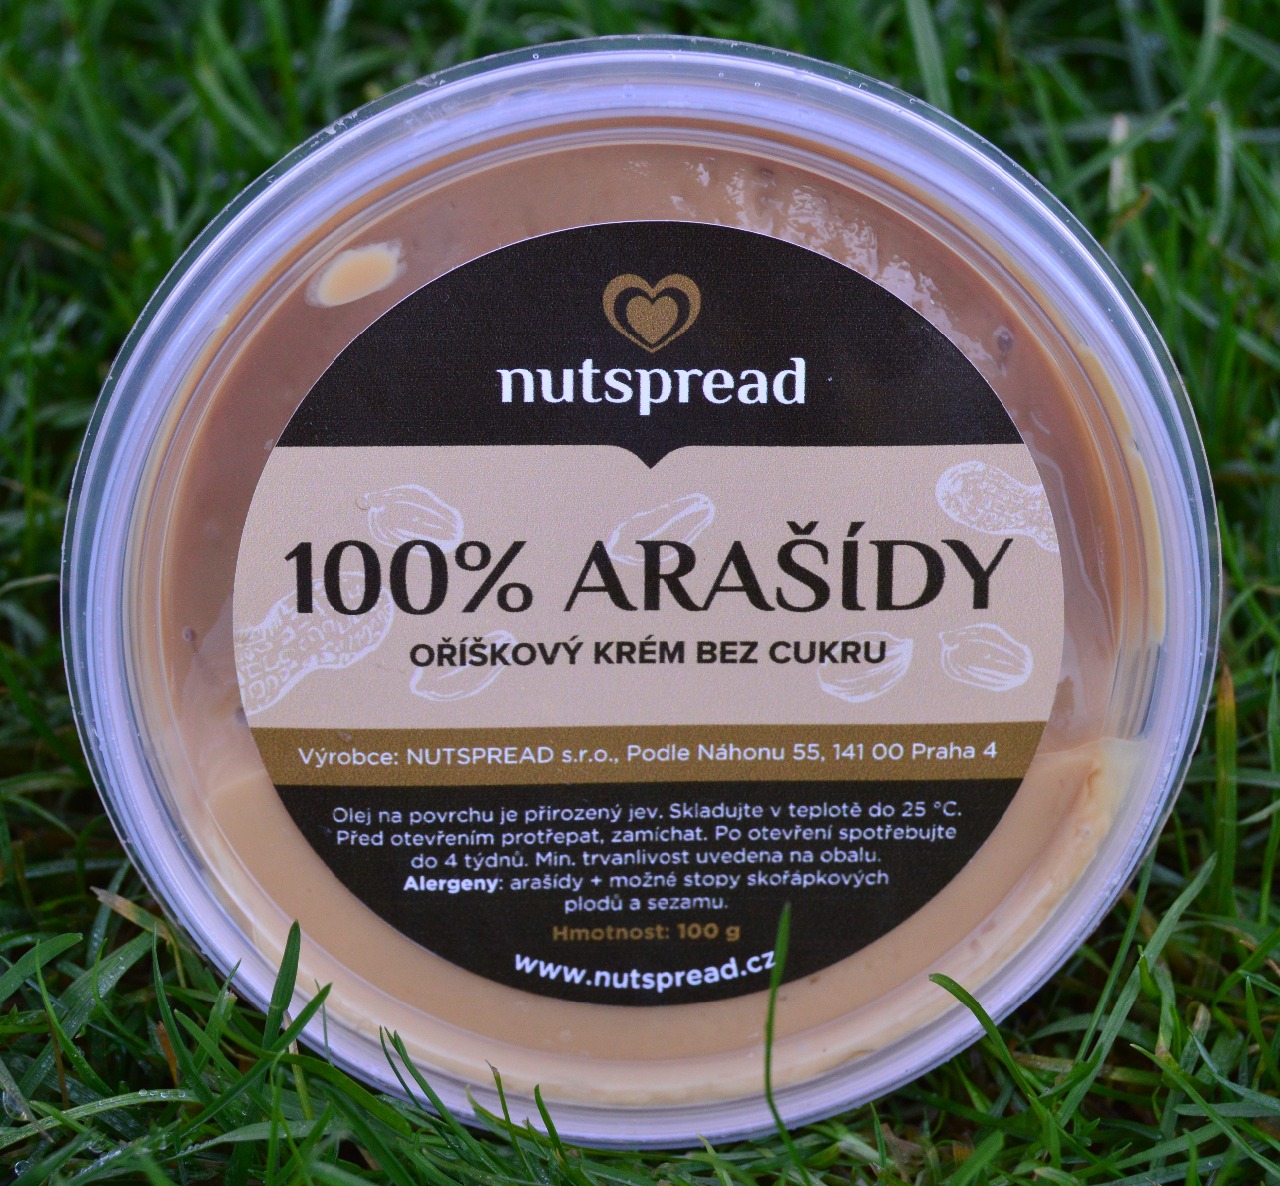 nutspread
100% ARAŠÍDY
OŘÍŠKOVÝ KRÉM BEZ CUKRU
Výrobce: NUTSPREAD s.r.o., Podle Náhonu 55, 141 00 Praha 4
Olej na povrchu je přirozený jev. Skladujte v teplotě do 25 °C.
Před otevřením protřepat, zamíchat. Po otevření spotřebujte
do 4 týdnů. Min. trvanlivost uvedena na obalu.
Alergeny: arašídy + možné stopy skořápkových
plodů a sezamu.
Hmotnost: 100 g
www.nutspread.cz